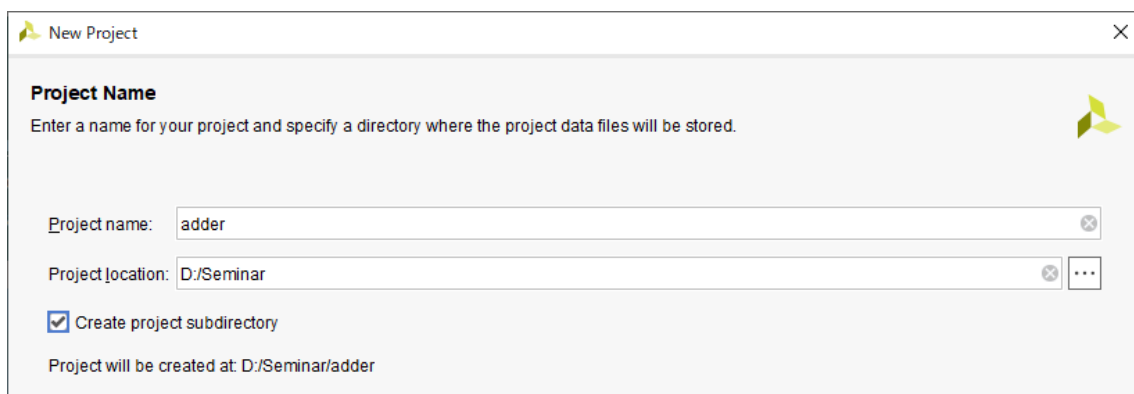 New Project
Project Name
Enter a name for your project and specify a directory where the project data files will be stored.
Project name: adder
Project location: D:/Seminar
Create project subdirectory
Project will be created at: D:/Seminar/adder